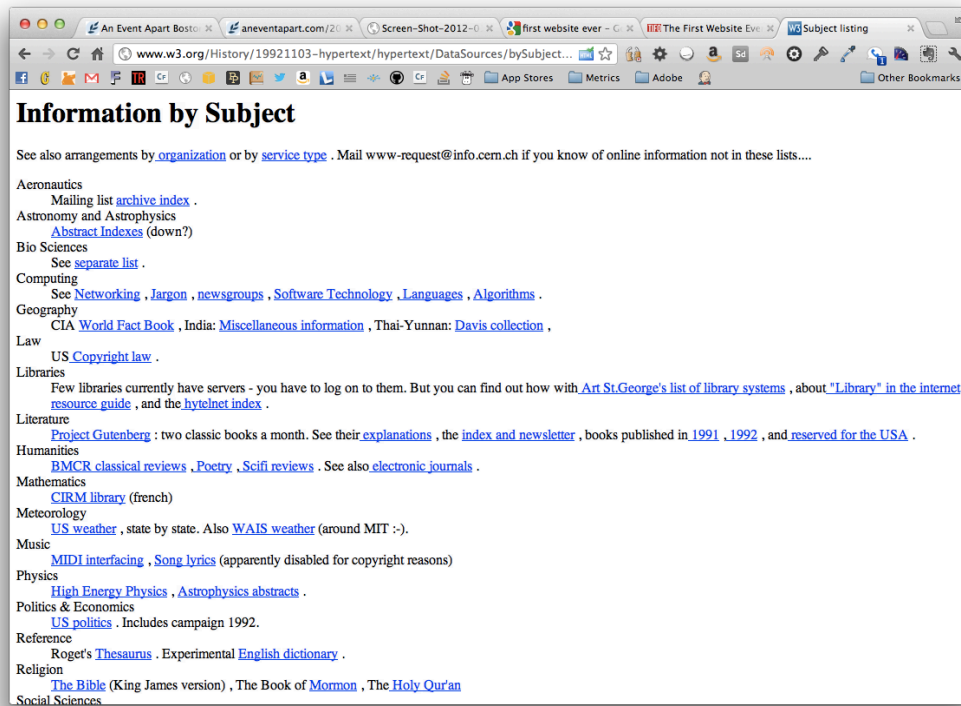 An Event Apart Bosto
aneventapart.com/20
Screen-Shot-2012-0
first website ever - G
The First Website Eve
Subject listing
www.w3.org/History/19921103-hypertext/hypertext/DataSources/bySubject...
App Stores
Metrics
Adobe
Other Bookmarks
Information by Subject
See also arrangements by organization or by service type . Mail www-request@info.cern.ch if you know of online information not in these lists....
Aeronautics
Mailing list archive index .
Astronomy and Astrophysics
Abstract Indexes (down?)
Bio Sciences
See separate list .
Computing
See Networking , Jargon , newsgroups , Software Technology , Languages , Algorithms .
Geography
CIA World Fact Book , India: Miscellaneous information , Thai-Yunnan: Davis collection ,
Law
US Copyright law .
Libraries
Few libraries currently have servers - you have to log on to them. But you can find out how with Art St.George's list of library systems , about "Library" in the internet
resource guide , and the hytelnet index .
Literature
Project Gutenberg : two classic books a month. See their explanations , the index and newsletter , books published in 1991 , 1992 , and reserved for the USA .
Humanities
BMCR classical reviews , Poetry , Scifi reviews . See also electronic journals .
Mathematics
CIRM library (french)
Meteorology
US weather , state by state. Also WAIS weather (around MIT :-).
Music
MIDI interfacing , Song lyrics (apparently disabled for copyright reasons)
Physics
High Energy Physics , Astrophysics abstracts .
Politics & Economics
US politics . Includes campaign 1992.
Reference
Roget's Thesaurus . Experimental English dictionary .
Religion
The Bible (King James version) , The Book of Mormon , The Holy Qur'an
Social Sciences